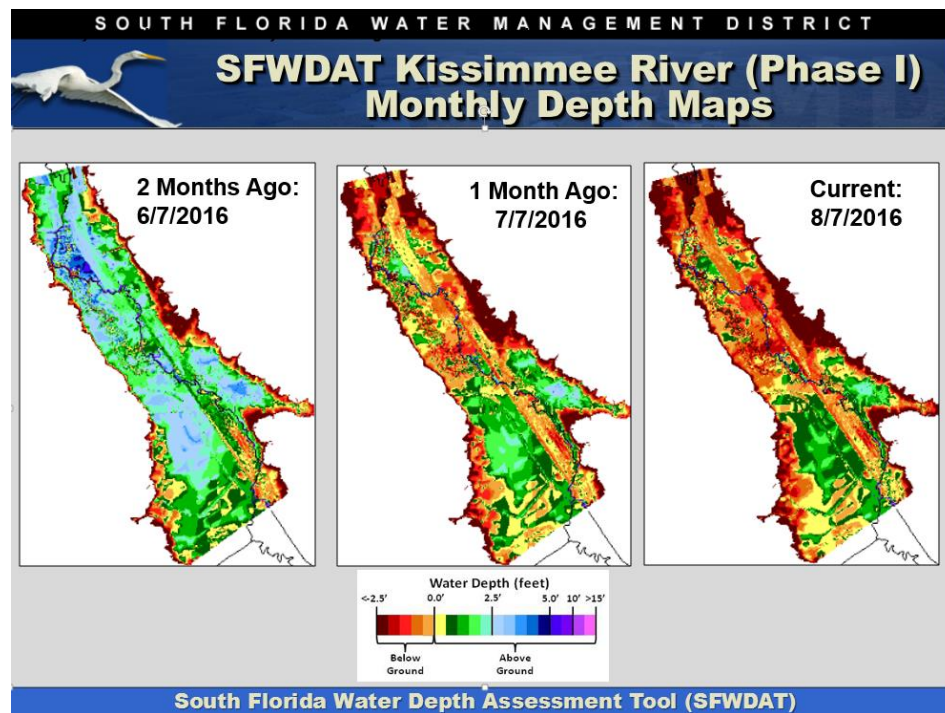 SOUTH FLORIDA WATER MANAGEMENT DISTRICT
SFWDAT Kissimmee River (Phase I)
Monthly Depth Maps
2 Months Ago:
6/7/2016
1 Month Ago:
7/7/2016
Current:
8/7/2016
Water Depth (feet)
<-2.5' 0.0' 2.5' 5.0' 10' >15'
Below Ground
Above Ground
South Florida Water Depth Assessment Tool (SFWDAT)